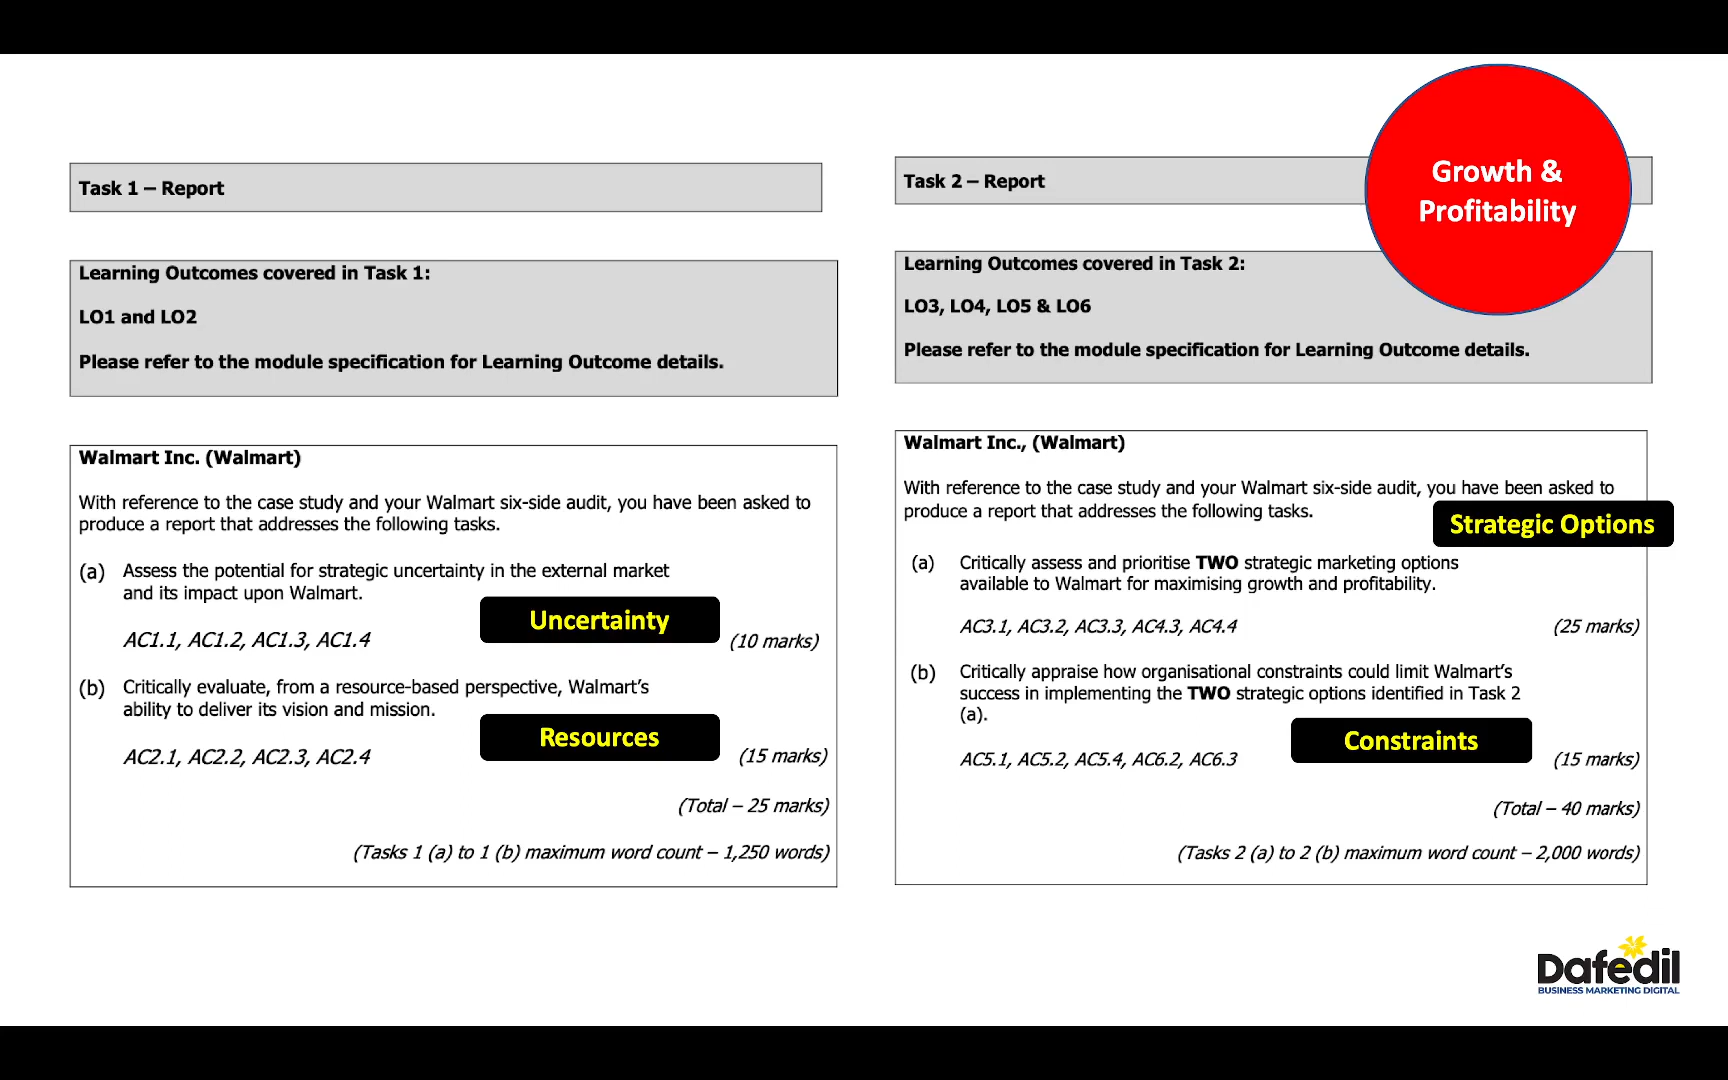 Task 1 – Report
Learning Outcomes covered in Task 1:
LO1 and LO2
Please refer to the module specification for Learning Outcome details.
Walmart Inc. (Walmart)
With reference to the case study and your Walmart six-side audit, you have been asked to
produce a report that addresses the following tasks.
(a) Assess the potential for strategic uncertainty in the external market
and its impact upon Walmart.
Uncertainty
AC1.1, AC1.2, AC1.3, AC1.4
(10 marks)
(b) Critically evaluate, from a resource-based perspective, Walmart's
ability to deliver its vision and mission.
Resources
AC2.1, AC2.2, AC2.3, AC2.4
(15 marks)
(Total – 25 marks)
(Tasks 1 (a) to 1 (b) maximum word count – 1,250 words)
Growth &
Profitability
Task 2 – Report
Learning Outcomes covered in Task 2:
LO3, LO4, LO5 & LO6
Please refer to the module specification for Learning Outcome details.
Walmart Inc., (Walmart)
With reference to the case study and your Walmart six-side audit, you have been asked to
produce a report that addresses the following tasks.
Strategic Options
(a) Critically assess and prioritise TWO strategic marketing options
available to Walmart for maximising growth and profitability.
AC3.1, AC3.2, AC3.3, AC4.3, AC4.4
(25 marks)
(b) Critically appraise how organisational constraints could limit Walmart's
success in implementing the TWO strategic options identified in Task 2
(a).
Constraints
AC5.1, AC5.2, AC5.4, AC6.2, AC6.3
(15 marks)
(Total – 40 marks)
(Tasks 2 (a) to 2 (b) maximum word count – 2,000 words)
Dafedil
BUSINESS MARKETING DIGITAL